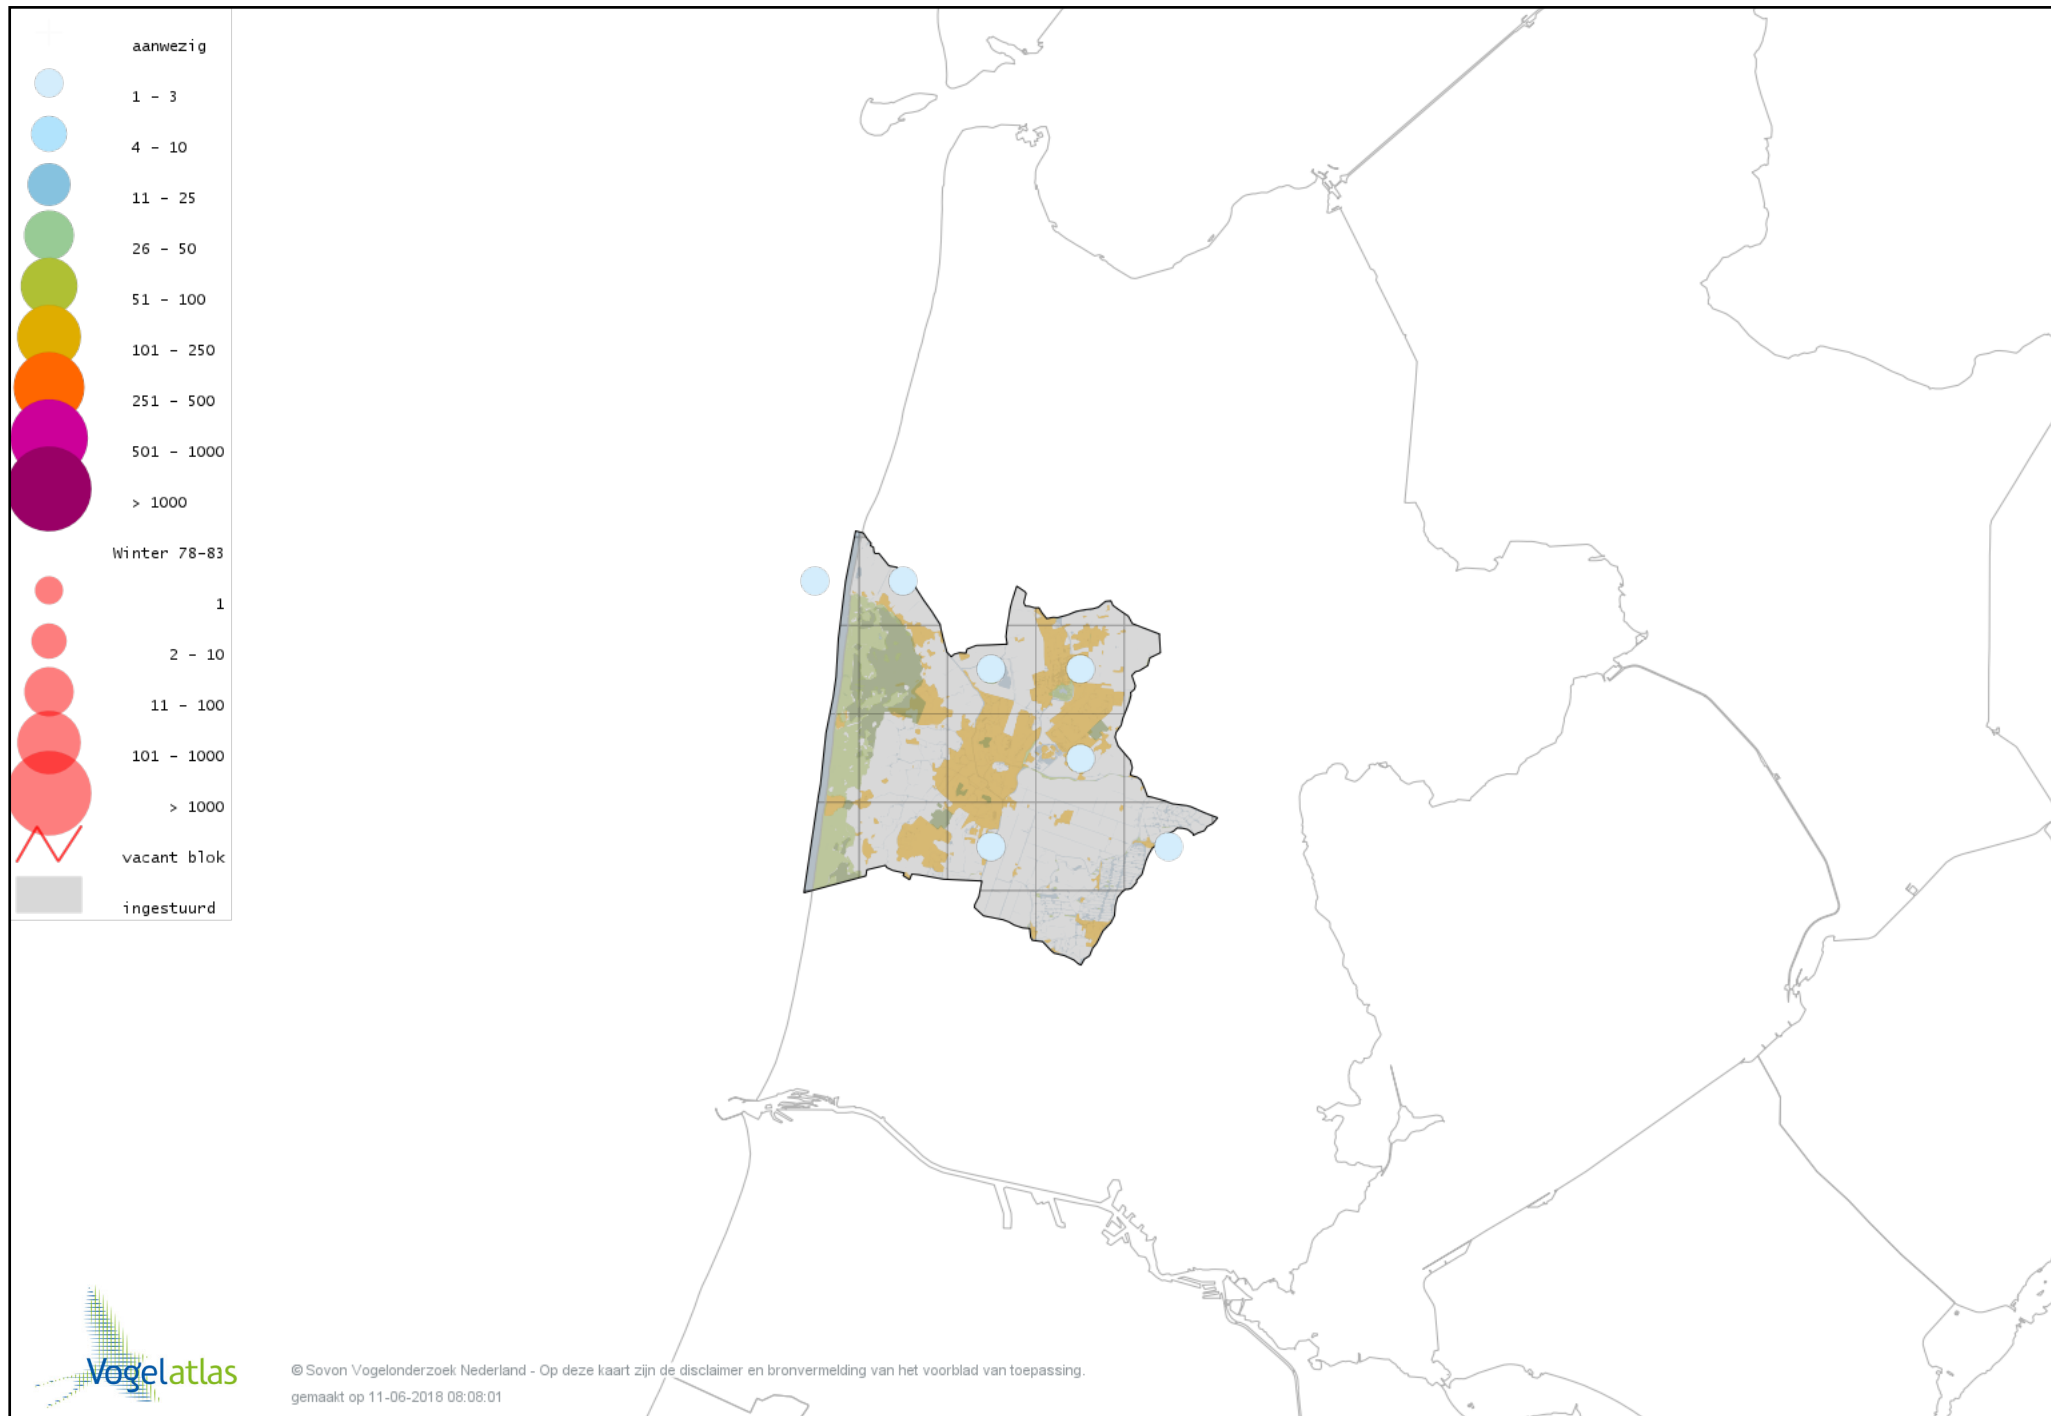 aanwezig
1 - 3
4 - 10
11 - 25
26 - 50
51 - 100
101 - 250
251 - 500
501 - 1000
> 1000
Winter 78-83
1
2 - 10
11 - 100
101 - 1000
> 1000
vacant blok
ingestuurd
Vogelatlas
© Sovon Vogelonderzoek Nederland - Op deze kaart zijn de disclaimer en bronvermelding van het voorblad van toepassing.
gemaakt op 11-06-2018 08:08:01